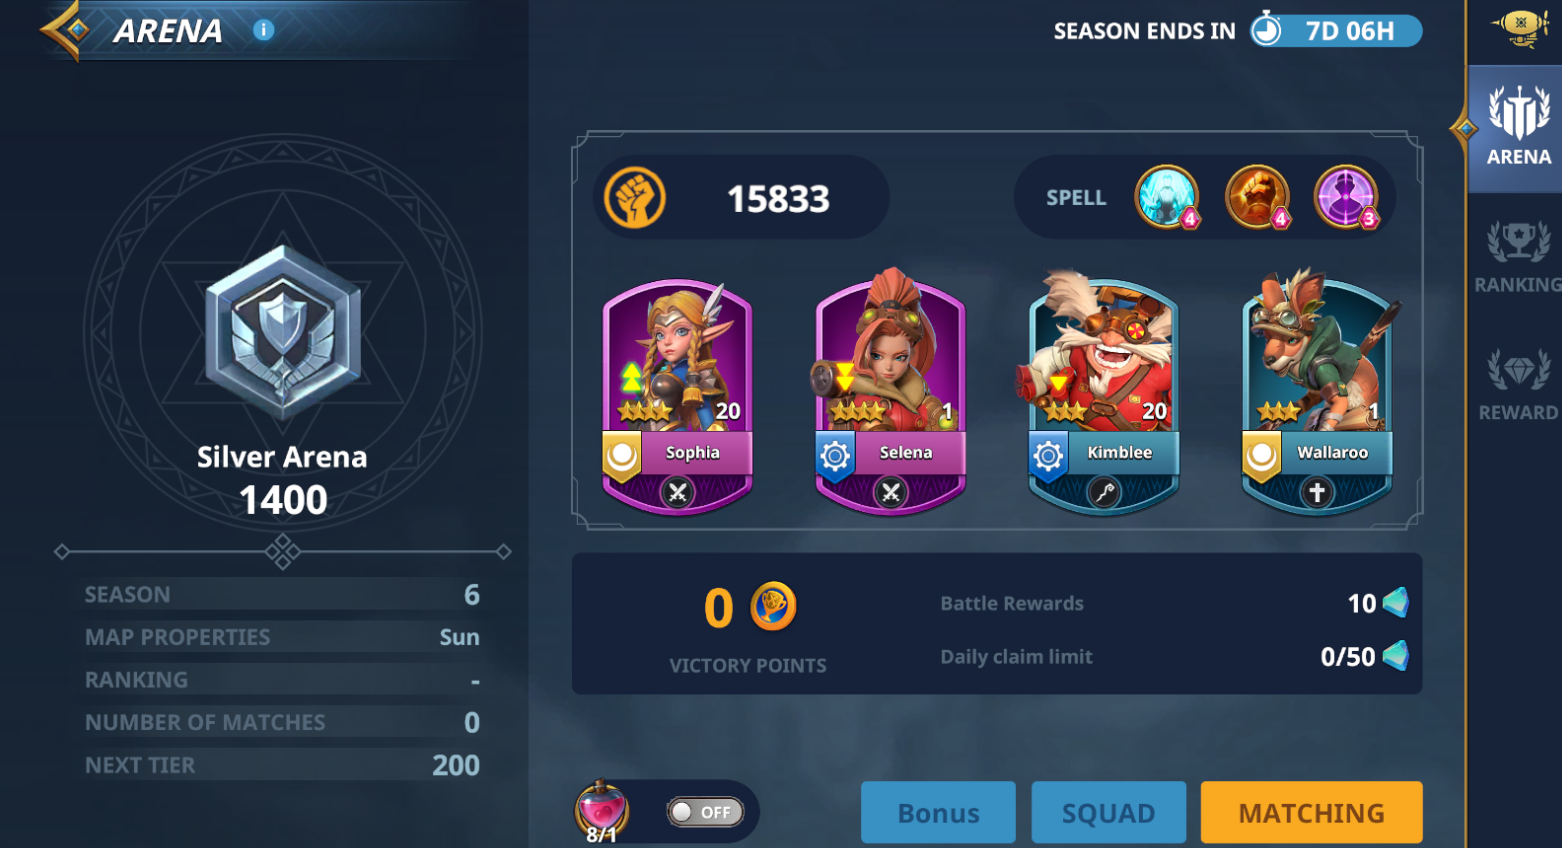 ARENA
i
SEASON ENDS IN
7D 06H
ARENA
RANKING
REWARD
Silver Arena
1400
SEASON
6
MAP PROPERTIES
Sun
RANKING
-
NUMBER OF MATCHES
0
NEXT TIER
200
15833
SPELL
4
4
3
20
Sophia
1
Selena
20
Kimblee
1
Wallaroo
0
VICTORY POINTS
Battle Rewards
10
Daily claim limit
0/50
8/1
OFF
Bonus
SQUAD
MATCHING